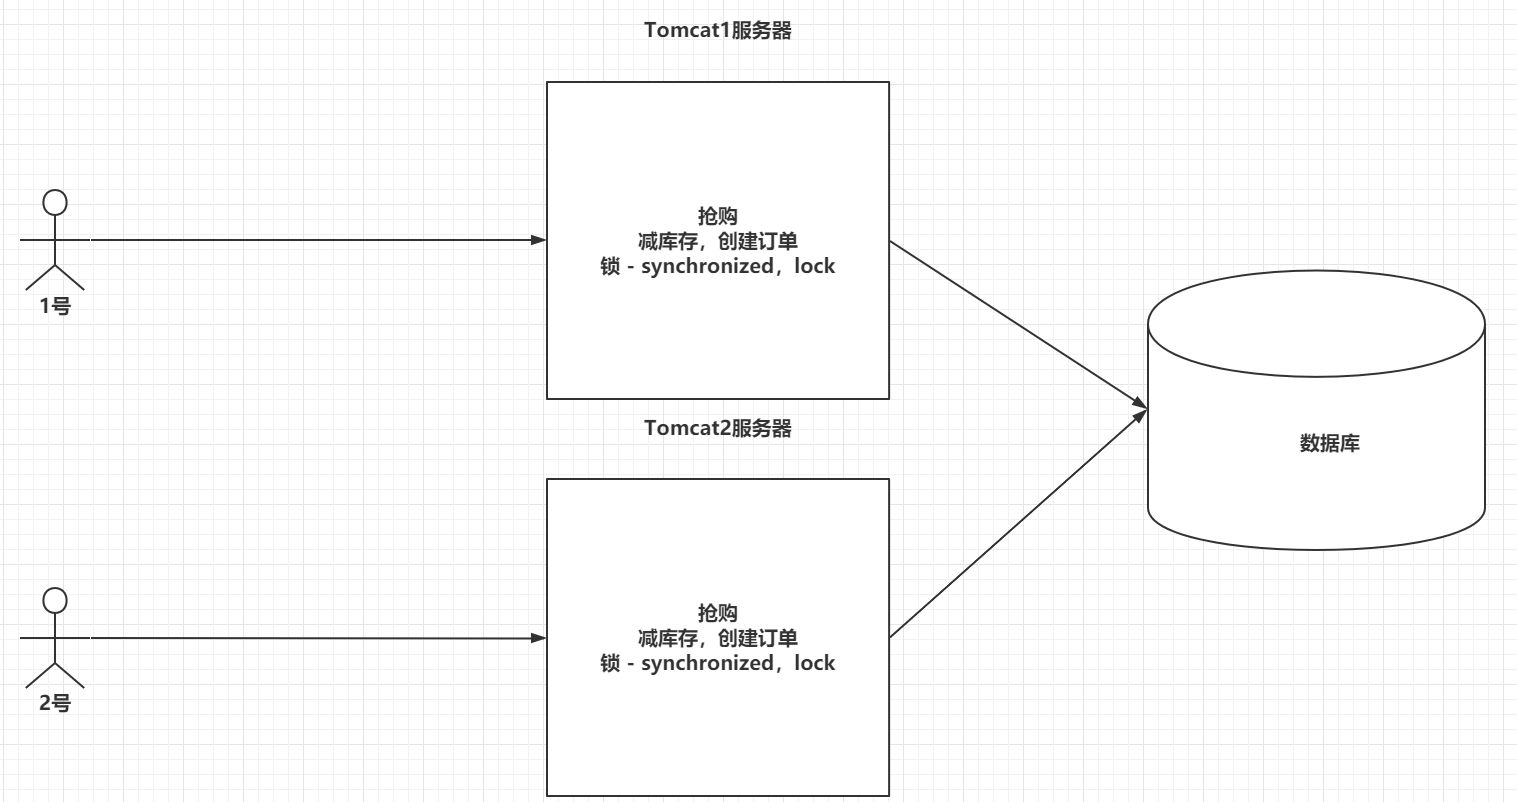 Tomcat1服务器
抢购
减库存，创建订单
锁 - synchronized，lock
1号
Tomcat2服务器
数据库
抢购
减库存，创建订单
锁 - synchronized，lock
2号